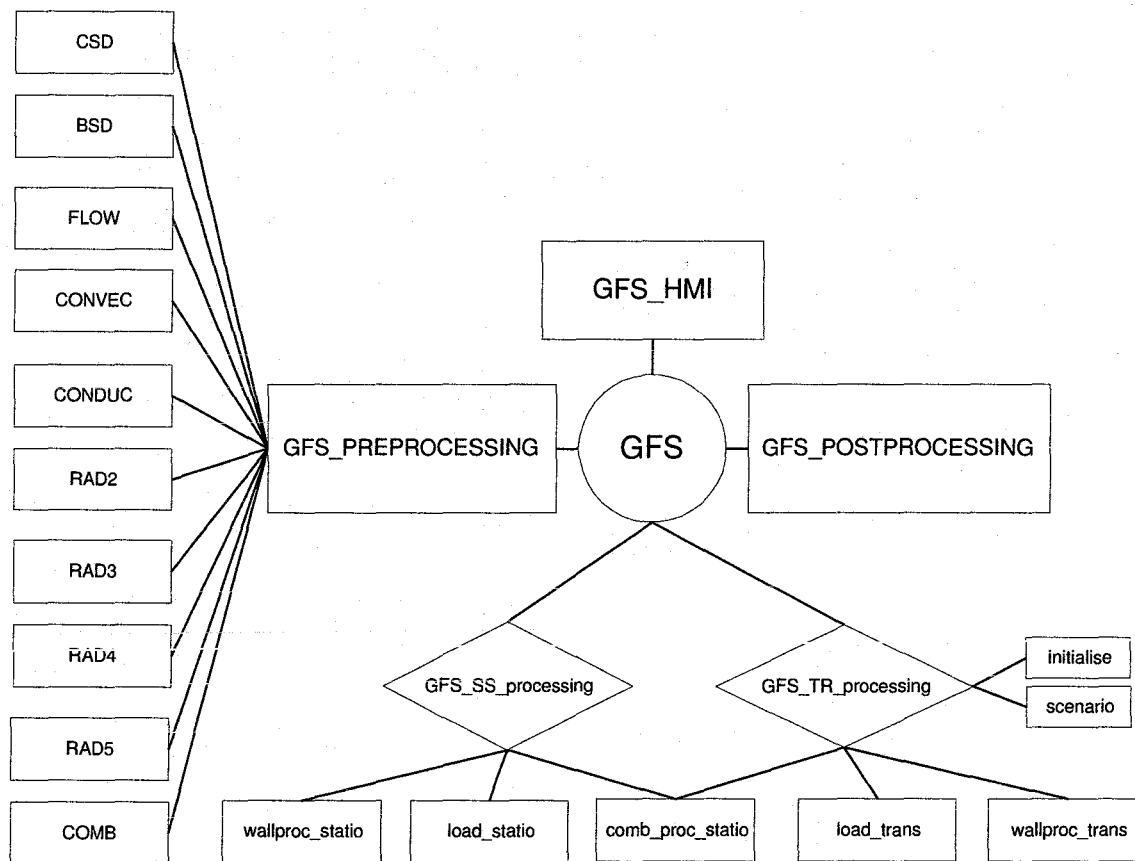 CSD
BSD
FLOW
CONVEC
CONDUC
RAD2
RAD3
RAD4
RAD5
COMB
GFS_HMI
GFS_PREPROCESSING
GFS
GFS_POSTPROCESSING
GFS_SS_processing
GFS_TR_processing
initialise
scenario
wallproc_statio
load_statio
comb_proc_statio
load_trans
wallproc_trans